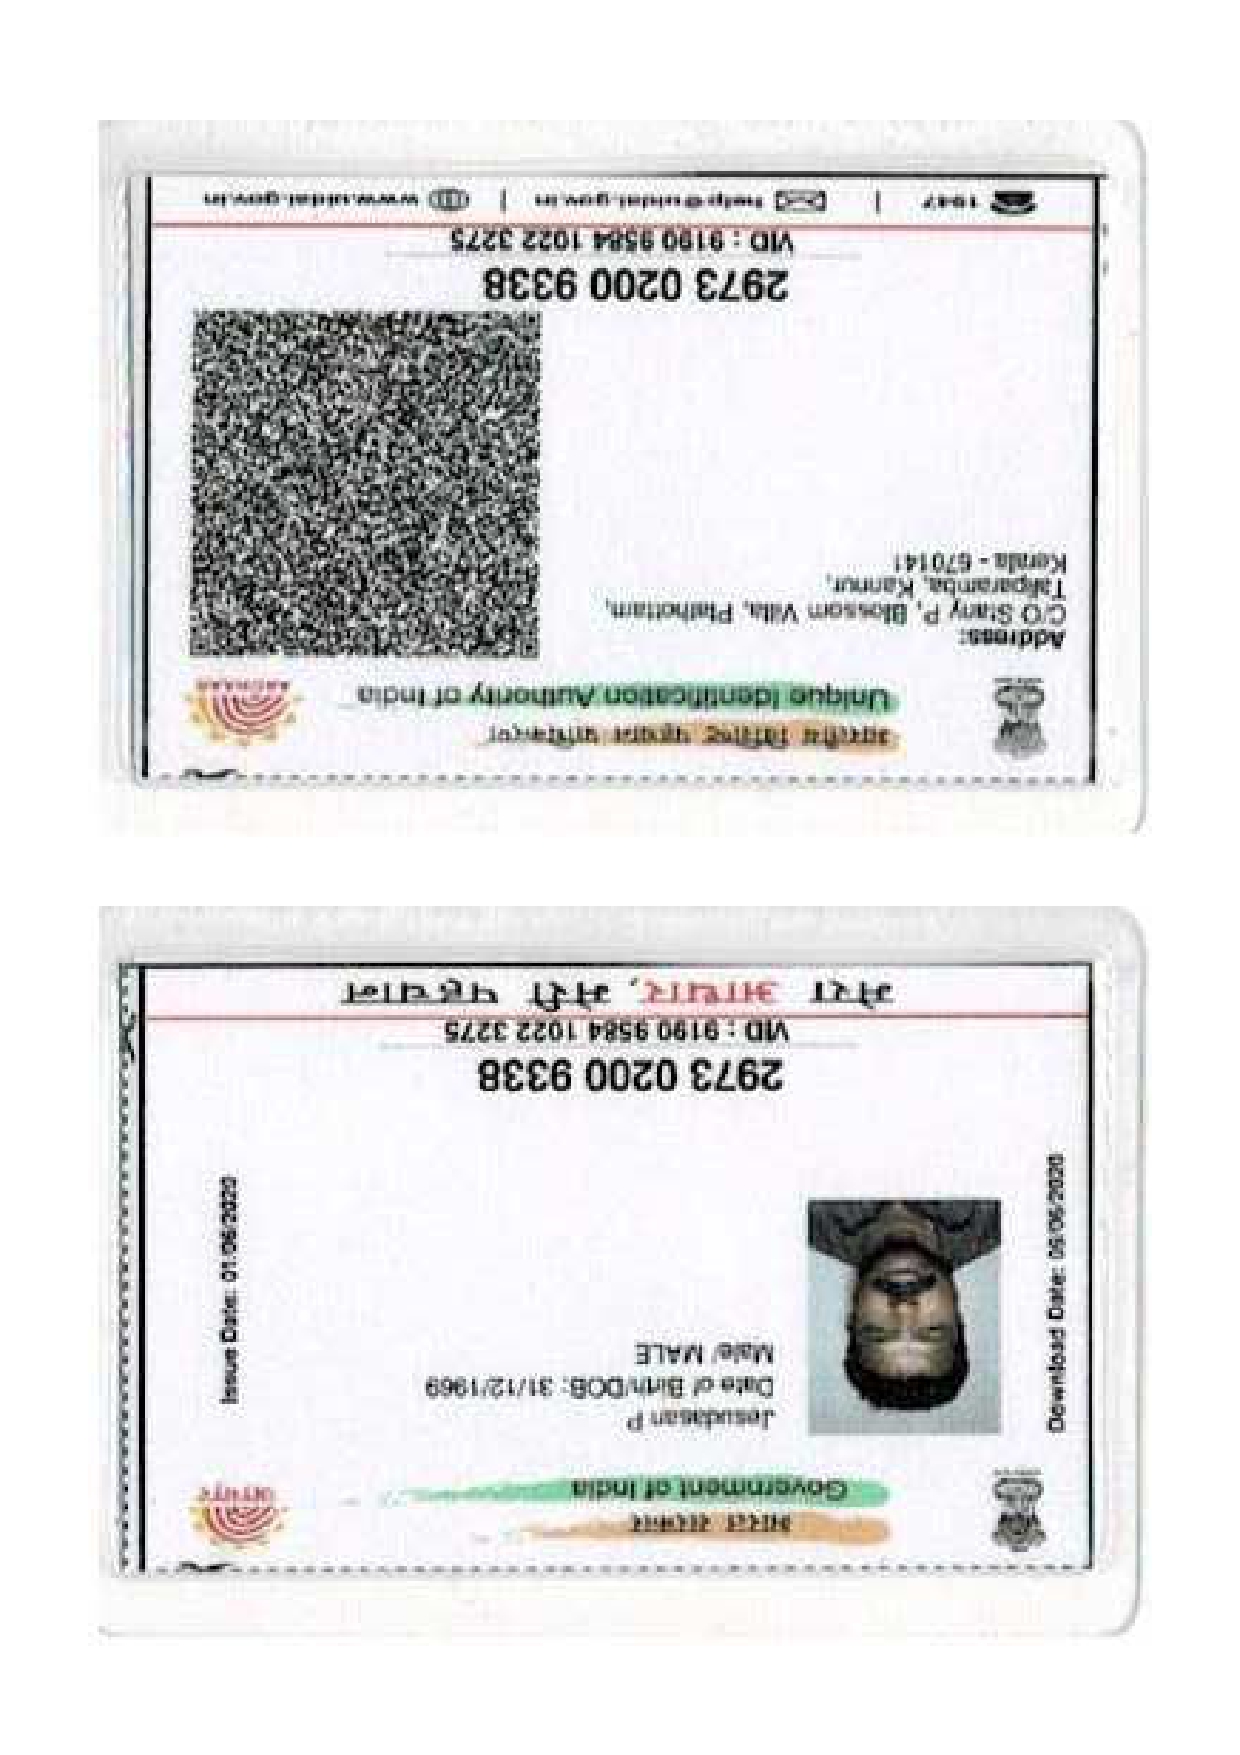 भारतीय विशिष्ट पहचान प्राधिकरण
Unique Identification Authority of India
AADHAAR
Address:
C/O Stany P, Blossom Villa, Plathottam,
Taliparamba, Kannur,
Kerala - 670141
2973 0200 9338
VID : 9190 9584 1022 3275
1947 | help@uidai.gov.in | www.uidai.gov.in
भारत सरकार
Government of India
Jesudasan P
Date of Birth/DOB: 31/12/1969
Male/ MALE
Download Date: 05/06/2020
Issue Date: 01/06/2020
2973 0200 9338
VID : 9190 9584 1022 3275
मेरा आधार, मेरी पहचान